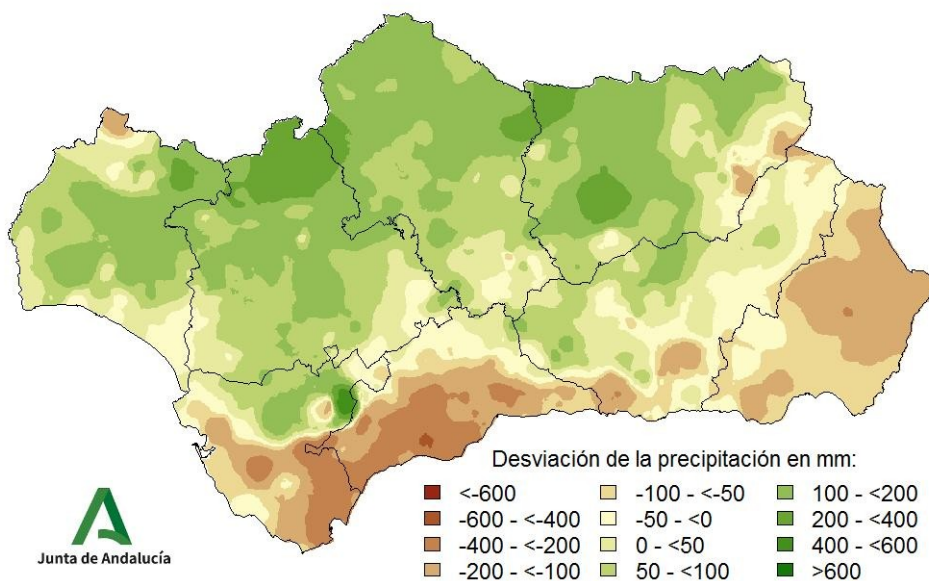 Desviación de la precipitación en mm:
<-600
-600 - <-400
-400 - <-200
-200 - <-100
-100 - <-50
-50 - <0
0 - <50
50 - <100
100 - <200
200 - <400
400 - <600
>600
Junta de Andalucía